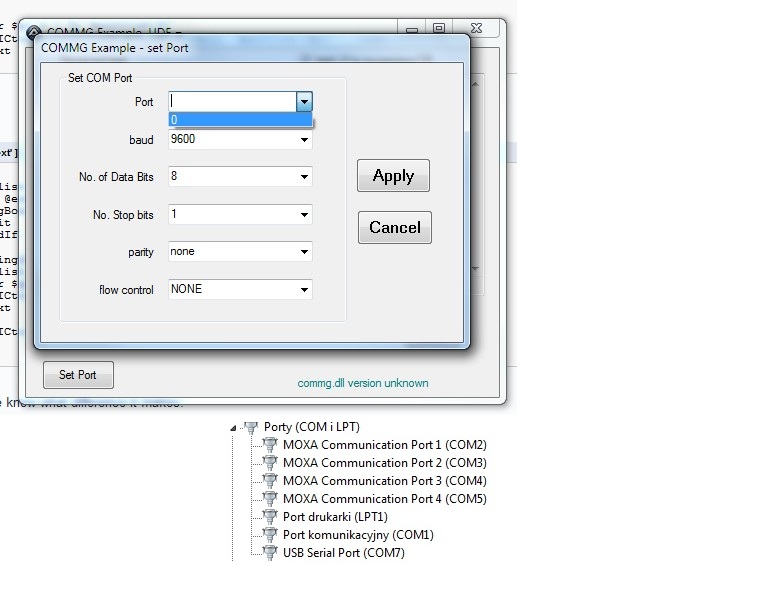 COMMG Example - set Port
Set COM Port
Port
0
baud 9600
No. of Data Bits 8
No. Stop bits 1
parity none
flow control NONE
Apply
Cancel
Set Port
commg.dll version unknown
know what difference it makes.
Porty (COM i LPT)
MOXA Communication Port 1 (COM2)
MOXA Communication Port 2 (COM3)
MOXA Communication Port 3 (COM4)
MOXA Communication Port 4 (COM5)
Port drukarki (LPT1)
Port komunikacyjny (COM1)
USB Serial Port (COM7)